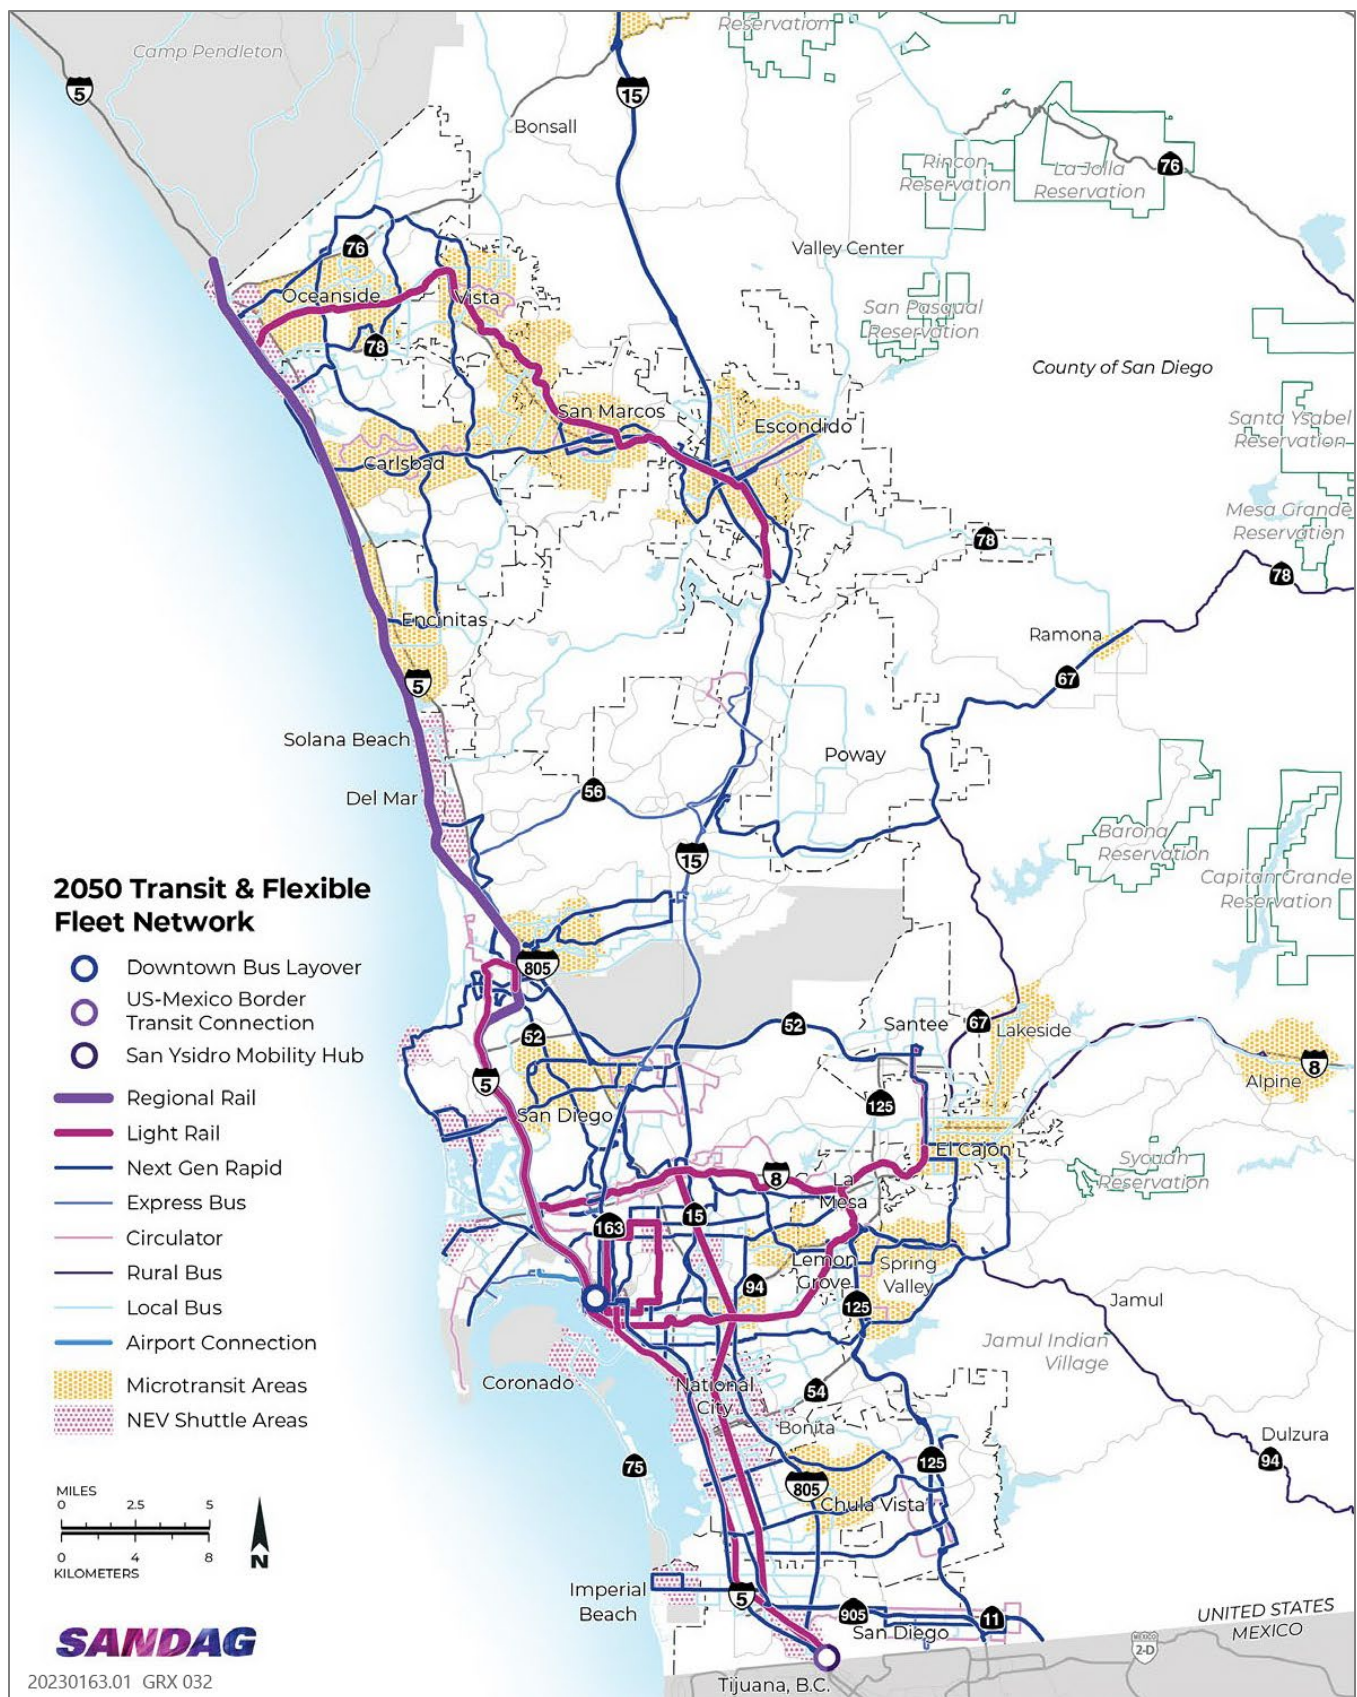 Reservation
Camp Pendleton
5
15
Bonsall
Rincon
Reservation
La Jolla
Reservation
76
76
Valley Center
Oceanside
Vista
San Pasqual
Reservation
78
County of San Diego
San Marcos
Escondido
Santa Ysabel
Reservation
Carlsbad
Mesa Grande
Reservation
78
78
Encinitas
Ramona
67
5
Solana Beach
Poway
Del Mar
56
15
Barona
Reservation
Capitan Grande
Reservation
2050 Transit & Flexible
Fleet Network
Downtown Bus Layover
US-Mexico Border
Transit Connection
San Ysidro Mobility Hub
Regional Rail
Light Rail
Next Gen Rapid
Express Bus
Circulator
Rural Bus
Local Bus
Airport Connection
Microtransit Areas
NEV Shuttle Areas
805
52
52
Santee
67
Lakeside
5
8
Alpine
125
San Diego
El Cajon
Sycuan
Reservation
8
La
Mesa
163
15
Lemon
Grove
Spring
Valley
94
125
Jamul
Jamul Indian
Village
Coronado
National
City
54
Bonita
Dulzura
94
75
125
805
Chula Vista
MILES
0 2.5 5
0 4 8
KILOMETERS
N
Imperial
Beach
5
905
11
San Diego
UNITED STATES
MEXICO
MEXICO
2-D
SANDAG
20230163.01 GRX 032
Tijuana, B.C.